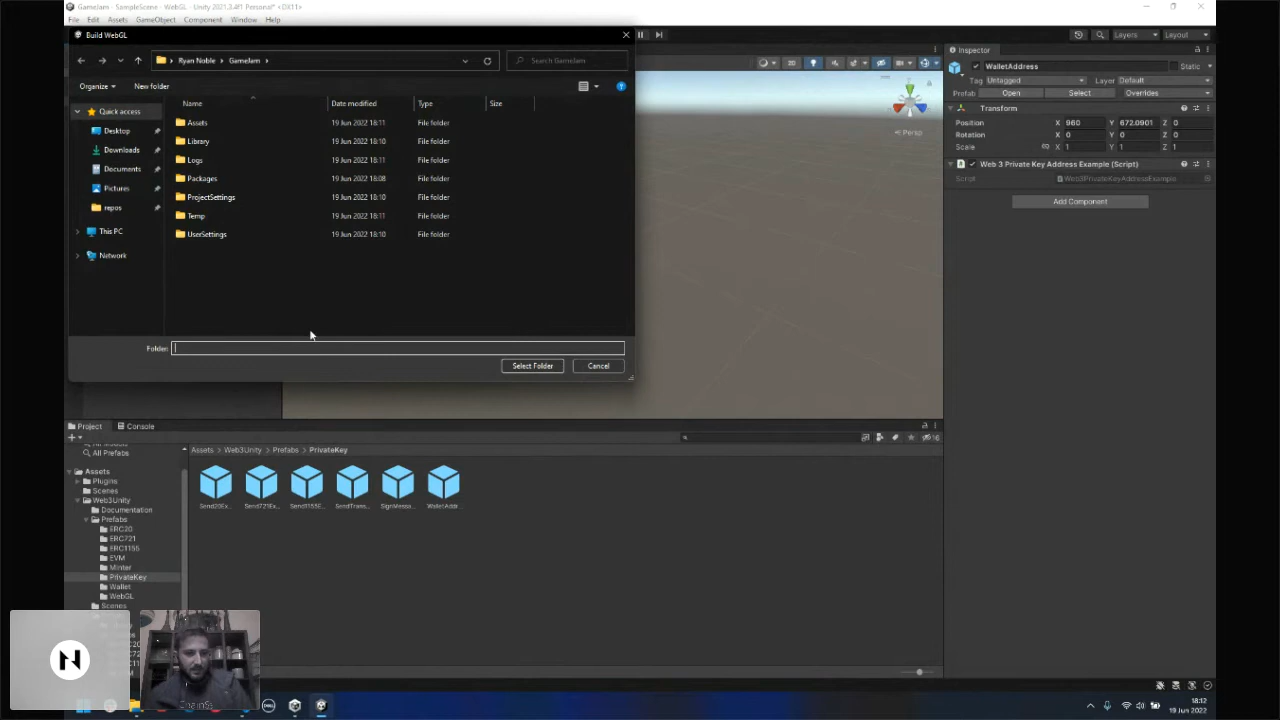 GameJam - SampleScene - WebGL - Unity 2021.3.4f1 Personal* <DX11>
File Edit Assets GameObject Component Window Help
Build WebGL
Ryan Noble > GameJam >
Search GameJam
Organize
New folder
Name Date modified Type Size
Quick access
Desktop
Downloads
Documents
Pictures
repos
This PC
Network
Assets 19 Jun 2022 18:11 File folder
Library 19 Jun 2022 18:10 File folder
Logs 19 Jun 2022 18:11 File folder
Packages 19 Jun 2022 18:08 File folder
ProjectSettings 19 Jun 2022 18:10 File folder
Temp 19 Jun 2022 18:11 File folder
UserSettings 19 Jun 2022 18:10 File folder
Folder:
Select Folder Cancel
Layers Layout
< Persp
Inspector
WalletAddress Static
Tag Untagged Layer Default
Prefab Open Select Overrides
Transform
Position X 960 Y 672.0901 Z 0
Rotation X 0 Y 0 Z 0
Scale X 1 Y 1 Z 1
Web 3 Private Key Address Example (Script)
Script Web3PrivateKeyAddressExample
Add Component
Project Console
16
All Prefabs
Assets
Plugins
Scenes
Web3Unity
Documentation
Prefabs
ERC20
ERC721
ERC1155
EVM
Minter
PrivateKey
Wallet
WebGL
Scenes
Assets > Web3Unity > Prefabs > PrivateKey
Send20Ex... Send721Ex... Send1155E... SendTrans... SignMessa... WalletAddr...
N
18:12
19 Jun 2022